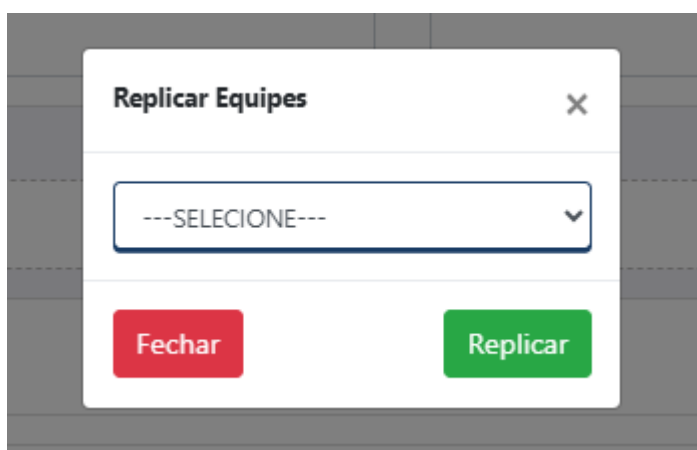 Replicar Equipes
×
---SELECIONE---
Fechar
Replicar